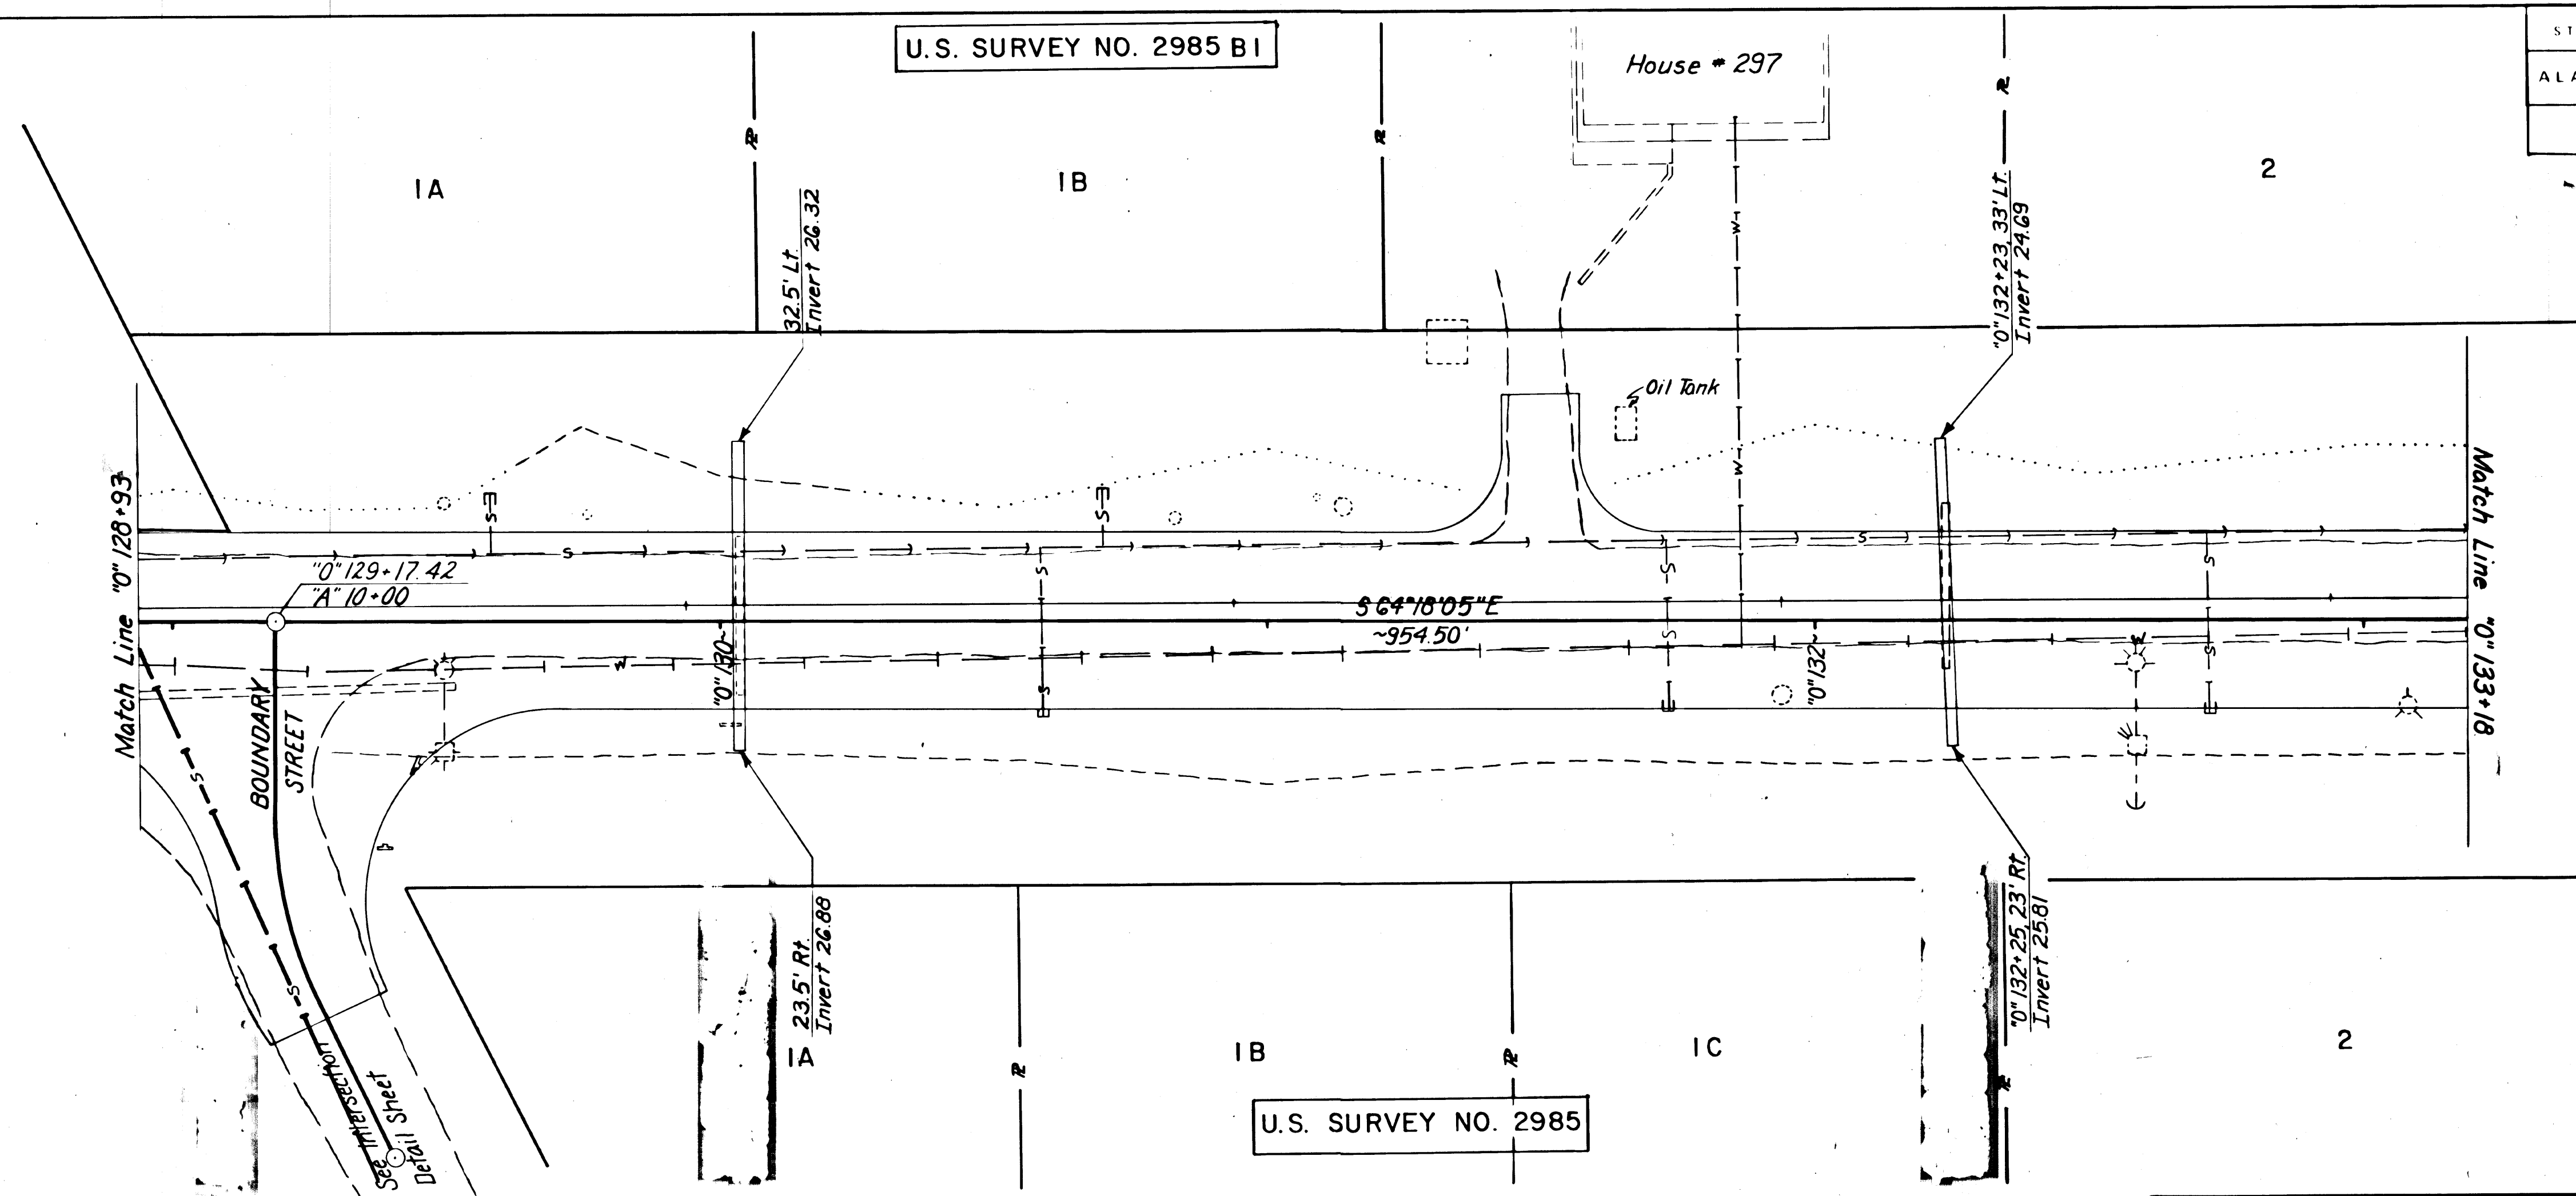 U.S. SURVEY NO. 2985 B1
House # 297
1A
1B
2
32.5' Lt.
Invert 26.32
"O" 132+23, 33' Lt.
Invert 24.69
Oil Tank
Match Line "O" 128+93
"O" 129+17.42
"A" 10+00
S 64°18'05" E
~954.50'
"O" 130~
"O" 132~
Match Line "O" 133+18
BOUNDARY
STREET
S
S
S
S
S
S
S
S
S
S
S
S
S
W
W
W
W
23.5' Rt.
Invert 26.88
"O" 132+25, 23' Rt.
Invert 25.81
1A
1B
1C
2
See Intersection
Detail Sheet
U.S. SURVEY NO. 2985